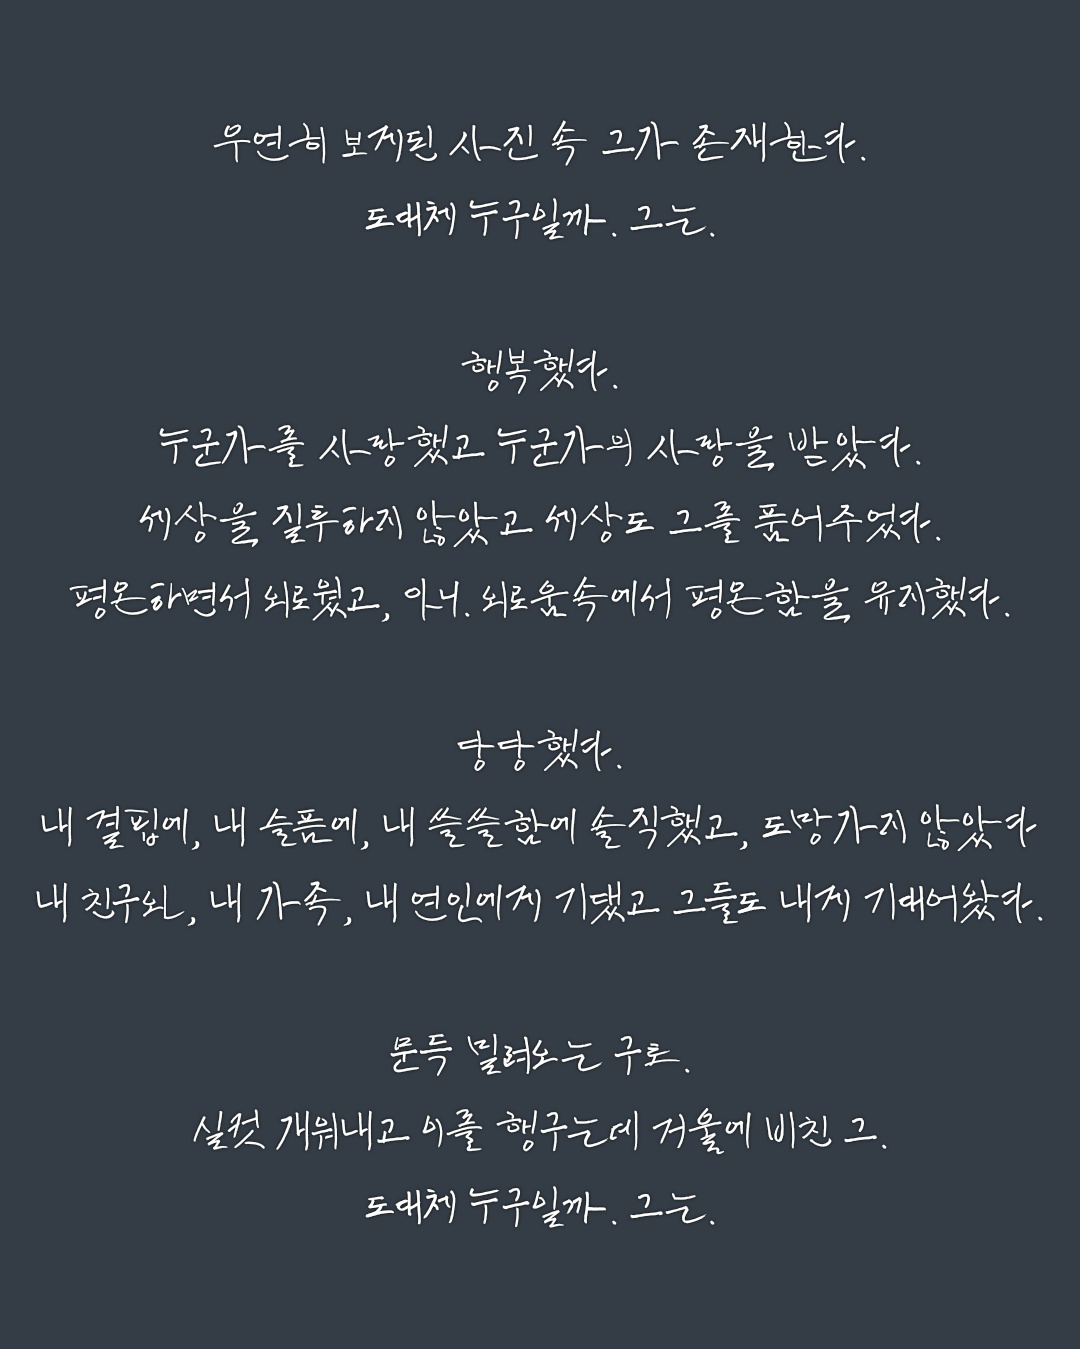 우연히 보게된 사진 속 그가 존재한다.
도대체 누구일까. 그는.
행복했다.
누군가를 사랑했고 누군가의 사랑을 받았다.
세상을 질투하지 않았고 세상도 그를 품어주었다.
평온하면서 외로웠고, 아니. 외로움속에서 평온함을 유지했다.
당당했다.
내 결핍에, 내 슬픔에, 내 쓸쓸함에 솔직했고, 도망가지 않았다
내 친구와, 내 가족, 내 연인에게 기댔고 그들도 내게 기대어왔다.
문득 밀려오는 구토.
실컷 개워내고 이를 헹구는데 거울에 비친 그.
도대체 누구일까. 그는.